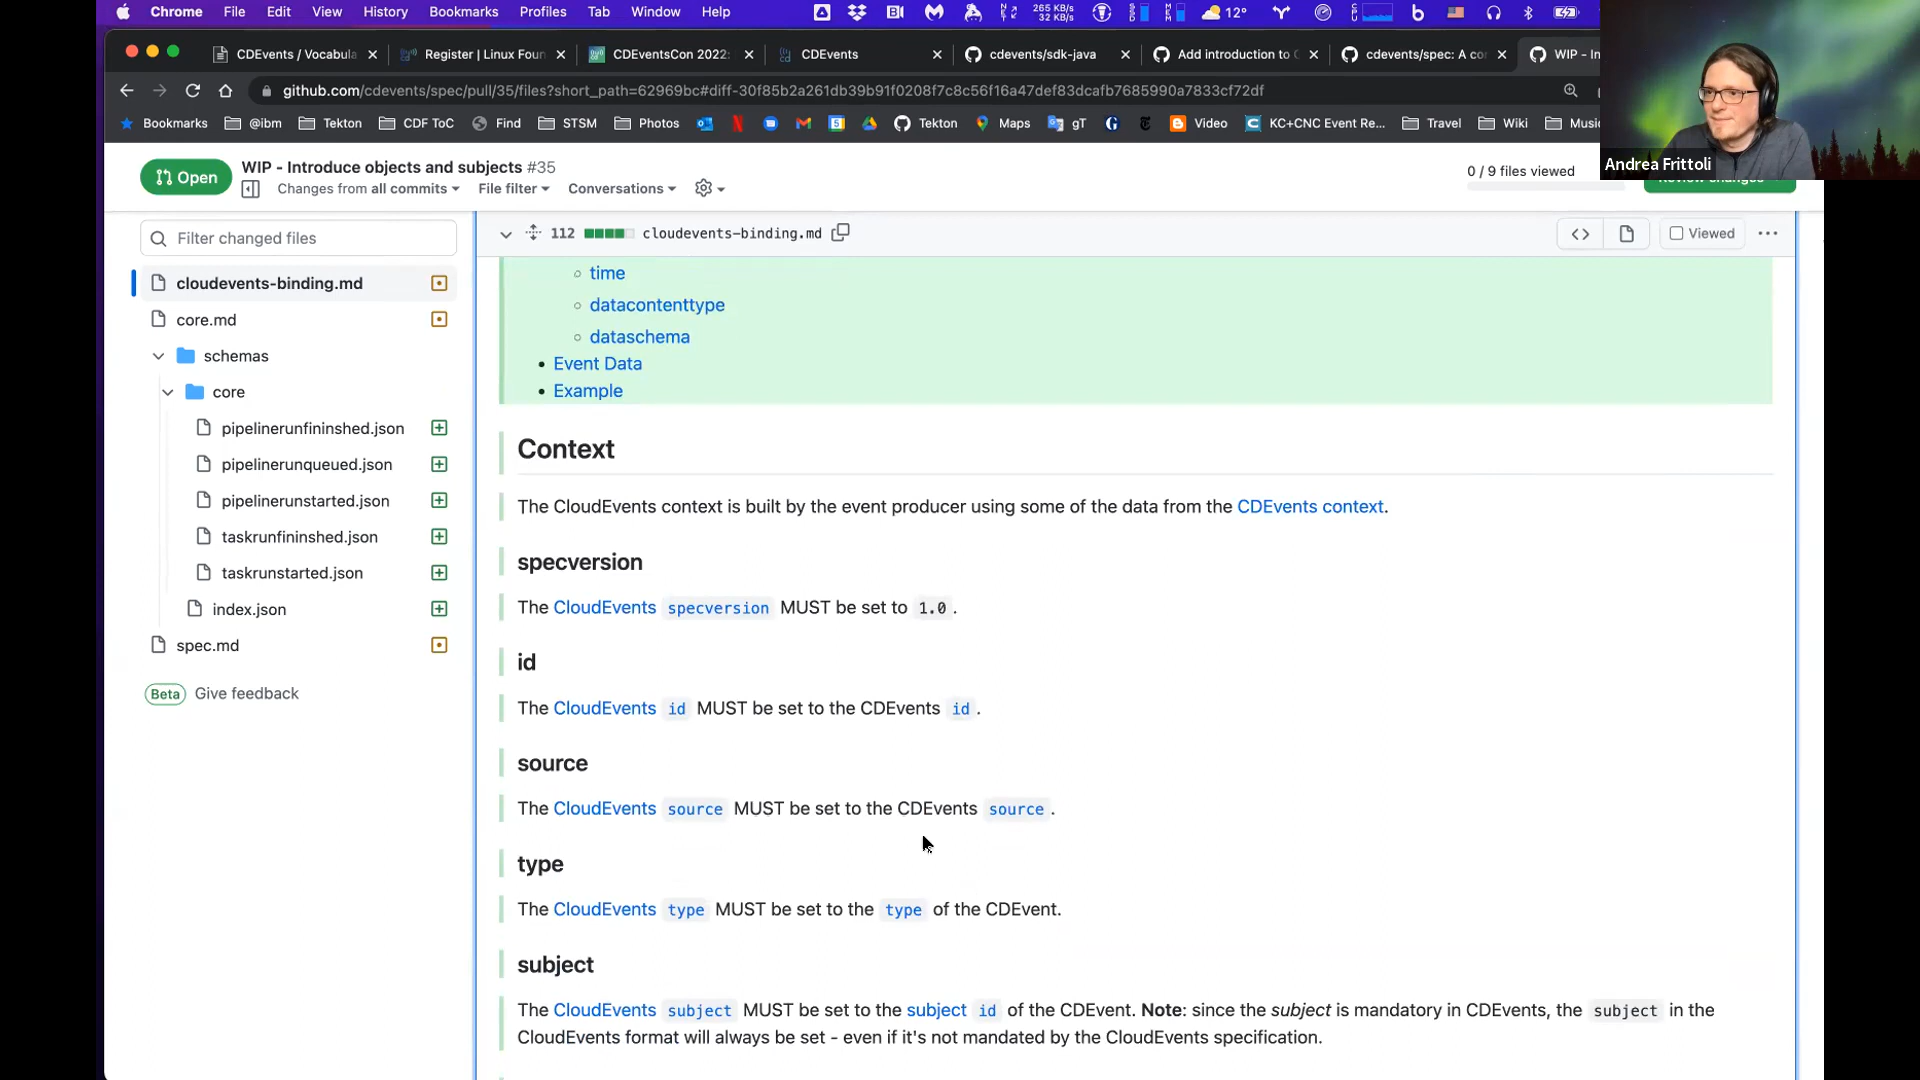 Chrome File Edit View History Bookmarks Profiles Tab Window Help 265 KB/s 32 KB/s 12°
CDEvents / Vocabula Register | Linux Foun CDEventsCon 2022: CDEvents cdevents/sdk-java Add introduction to C cdevents/spec: A co WIP - In
github.com/cdevents/spec/pull/35/files?short_path=62969bc#diff-30f85b2a261db39b91f0208f7c8c56f16a47def83dcafb7685990a7833cf72df
Bookmarks @ibm Tekton CDF ToC Find STSM Photos Tekton Maps gT Video KC+CNC Event Re... Travel Wiki Music
Andrea Frittoli
Open WIP - Introduce objects and subjects #35
Changes from all commits File filter Conversations
0 / 9 files viewed
Review changes
Filter changed files
cloudevents-binding.md
core.md
schemas
core
pipelinerunfininshed.json
pipelinerunqueued.json
pipelinerunstarted.json
taskrunfininshed.json
taskrunstarted.json
index.json
spec.md
Beta Give feedback
112 cloudevents-binding.md Viewed
time
datacontenttype
dataschema
Event Data
Example
Context
The CloudEvents context is built by the event producer using some of the data from the CDEvents context.
specversion
The CloudEvents specversion MUST be set to 1.0 .
id
The CloudEvents id MUST be set to the CDEvents id .
source
The CloudEvents source MUST be set to the CDEvents source .
type
The CloudEvents type MUST be set to the type of the CDEvent.
subject
The CloudEvents subject MUST be set to the subject id of the CDEvent. Note: since the subject is mandatory in CDEvents, the subject in the
CloudEvents format will always be set - even if it's not mandated by the CloudEvents specification.